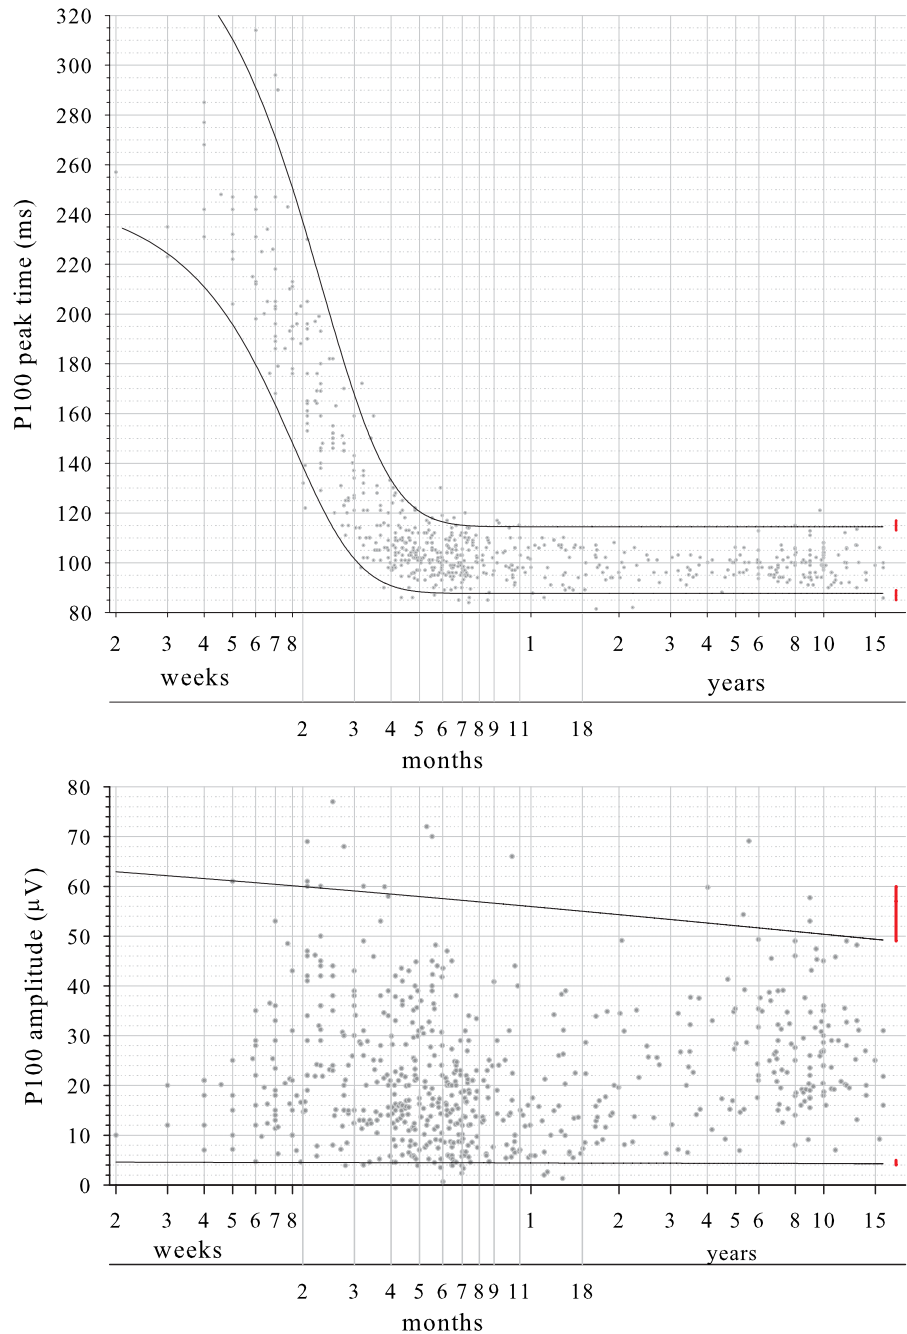 P100 peak time (ms)
320
300
280
260
240
220
200
180
160
140
120
100
80
2 3 4 5 6 7 8 1 2 3 4 5 6 8 10 15
weeks years
2 3 4 5 6 7 8 9 11 18
months
P100 amplitude (µV)
80
70
60
50
40
30
20
10
0
2 3 4 5 6 7 8 1 2 3 4 5 6 8 10 15
weeks years
2 3 4 5 6 7 8 9 11 18
months